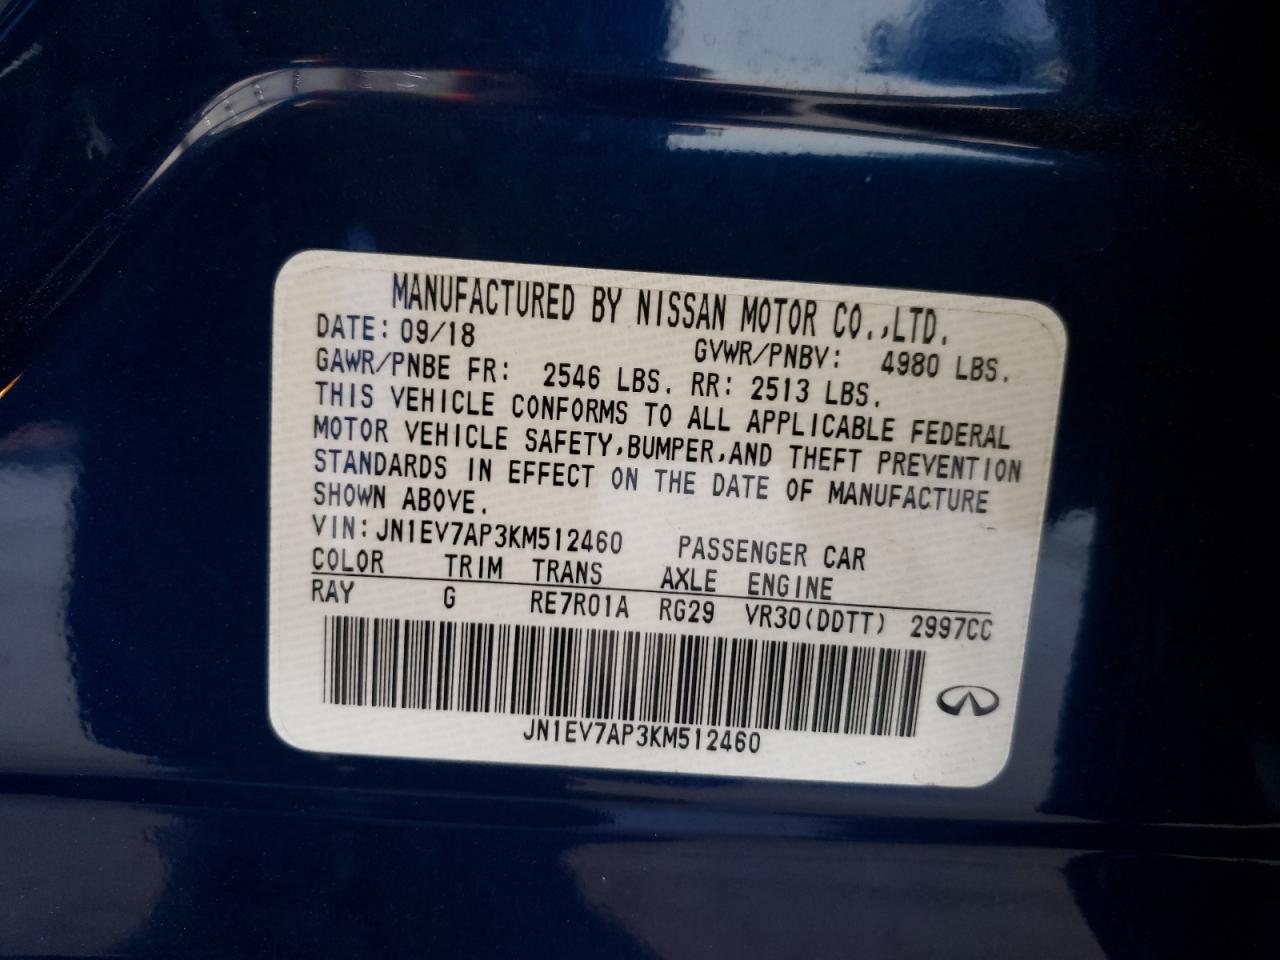 MANUFACTURED BY NISSAN MOTOR CO.,LTD.
DATE: 09/18 GVWR/PNBV: 4980 LBS.
GAWR/PNBE FR: 2546 LBS. RR: 2513 LBS.
THIS VEHICLE CONFORMS TO ALL APPLICABLE FEDERAL
MOTOR VEHICLE SAFETY,BUMPER,AND THEFT PREVENTION
STANDARDS IN EFFECT ON THE DATE OF MANUFACTURE
SHOWN ABOVE.
VIN:JN1EV7AP3KM512460 PASSENGER CAR
COLOR TRIM TRANS AXLE ENGINE
RAY G RE7R01A RG29 VR30(DDTT) 2997CC
JN1EV7AP3KM512460